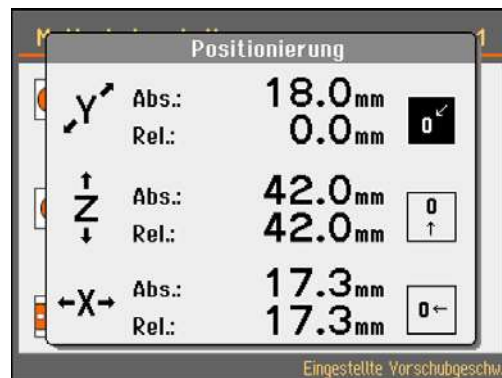 Positionierung
Y Abs.: 18.0mm 0
Rel.: 0.0mm
Z Abs.: 42.0mm 0
Rel.: 42.0mm
X Abs.: 17.3mm 0
Rel.: 17.3mm
Eingestellte